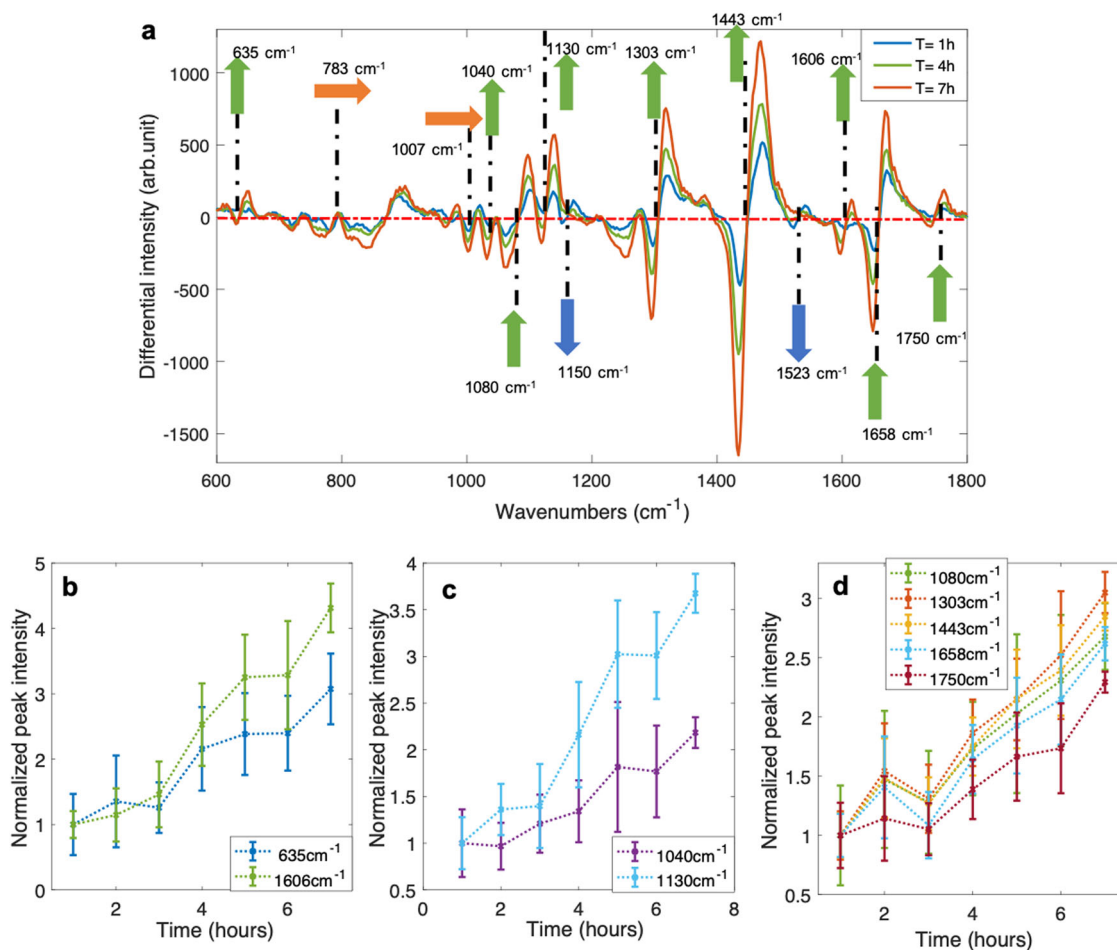 a
1443 cm-1
635 cm-1
783 cm-1
1040 cm-1
1130 cm-1
1303 cm-1
1606 cm-1
T= 1h
T= 4h
T= 7h
1007 cm-1
1080 cm-1
1150 cm-1
1523 cm-1
1750 cm-1
1658 cm-1
Differential intensity (arb.unit)
1000
500
0
-500
-1000
-1500
600 800 1000 1200 1400 1600 1800
Wavenumbers (cm-1)
b
Normalized peak intensity
5
4
3
2
1
0
2 4 6
Time (hours)
635cm-1
1606cm-1
c
Normalized peak intensity
4
3.5
3
2.5
2
1.5
1
0.5
0 2 4 6 8
Time (hours)
1040cm-1
1130cm-1
d
1080cm-1
1303cm-1
1443cm-1
1658cm-1
1750cm-1
Normalized peak intensity
3
2.5
2
1.5
1
0.5
2 4 6
Time (hours)